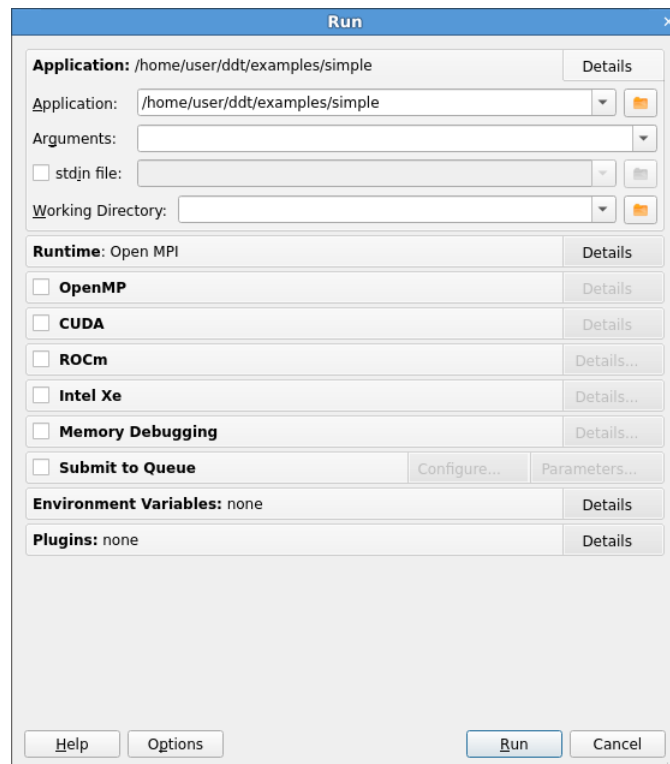 Run
Application: /home/user/ddt/examples/simple Details
Application: /home/user/ddt/examples/simple
Arguments:
stdin file:
Working Directory:
Runtime: Open MPI Details
OpenMP Details
CUDA Details
ROCm Details...
Intel Xe Details...
Memory Debugging Details...
Submit to Queue Configure... Parameters...
Environment Variables: none Details
Plugins: none Details
Help Options Run Cancel